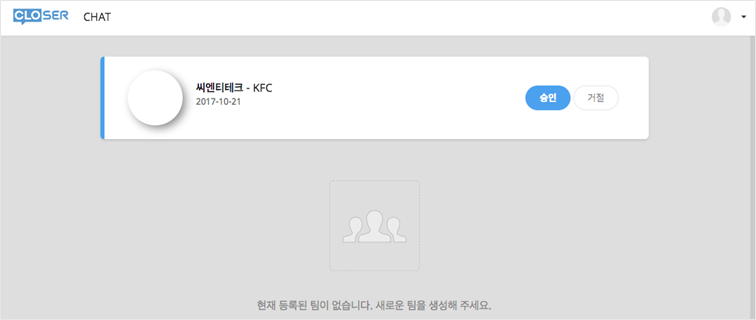 CLOSER CHAT
씨엔티테크 - KFC
2017-10-21
승인 거절
현재 등록된 팀이 없습니다. 새로운 팀을 생성해 주세요.